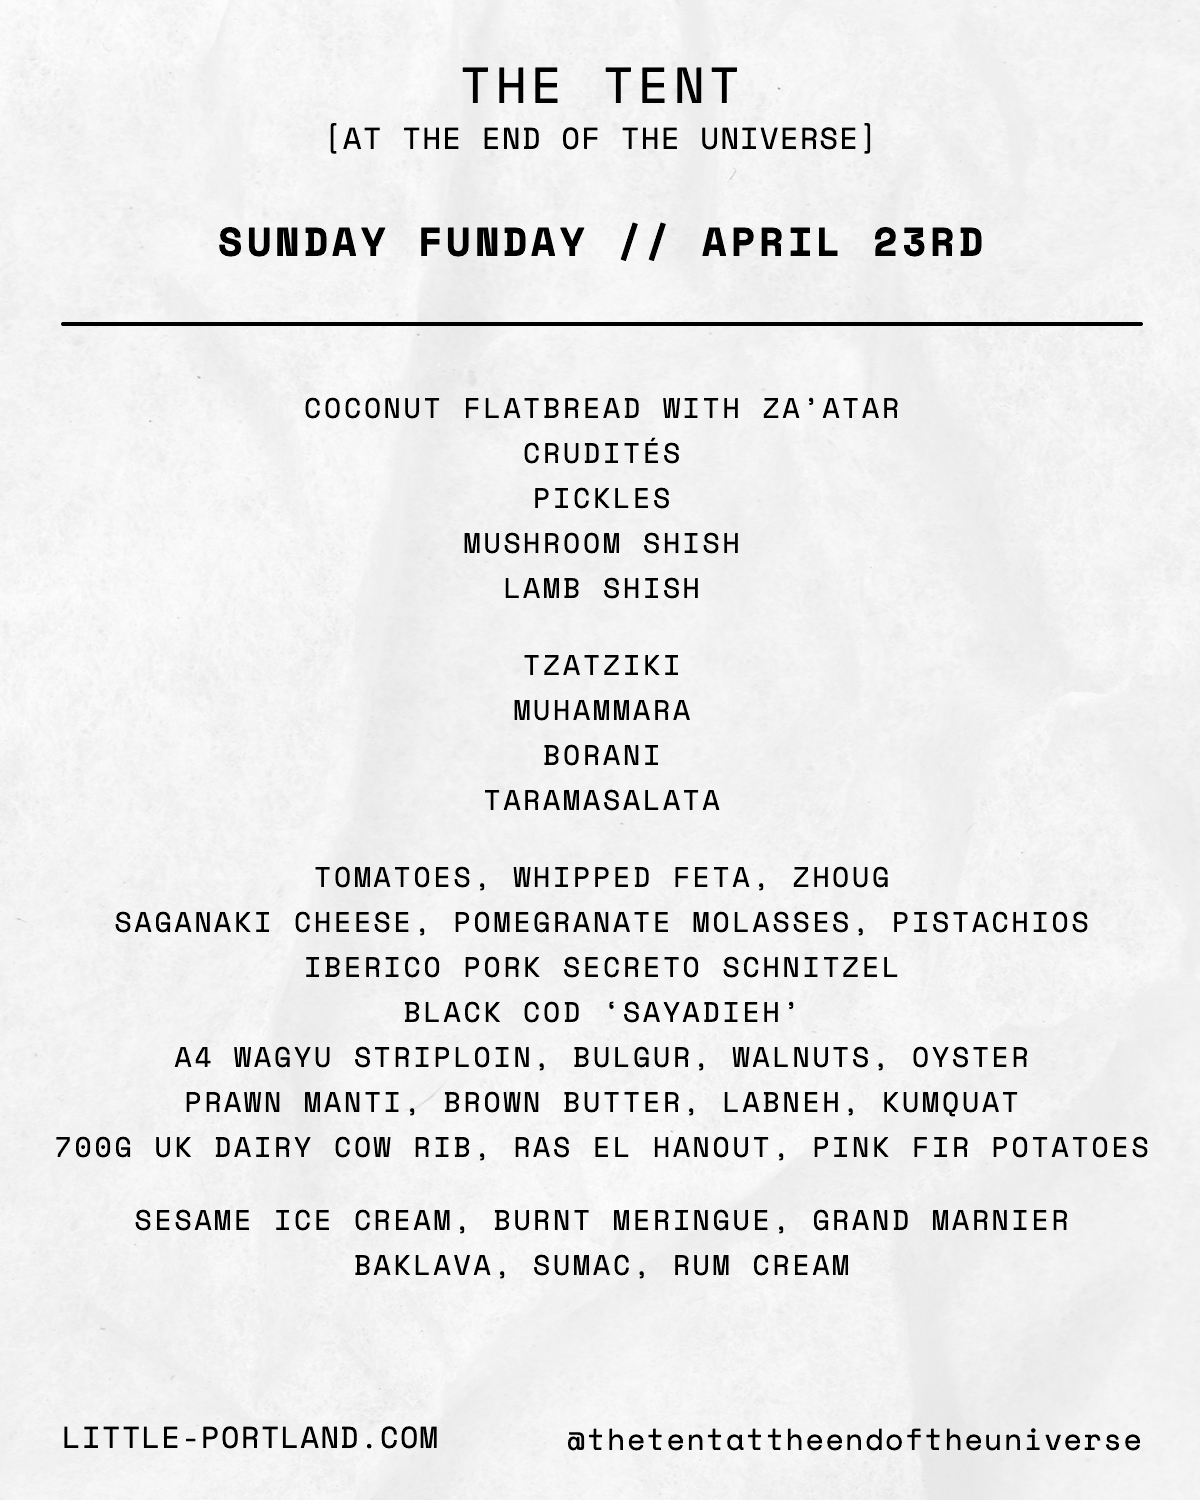 THE TENT
[AT THE END OF THE UNIVERSE]
SUNDAY FUNDAY // APRIL 23RD
COCONUT FLATBREAD WITH ZA’ATAR
CRUDITÉS
PICKLES
MUSHROOM SHISH
LAMB SHISH
TZATZIKI
MUHAMMARA
BORANI
TARAMASALATA
TOMATOES, WHIPPED FETA, ZHOUG
SAGANAKI CHEESE, POMEGRANATE MOLASSES, PISTACHIOS
IBERICO PORK SECRETO SCHNITZEL
BLACK COD ‘SAYADIEH’
A4 WAGYU STRIPLOIN, BULGUR, WALNUTS, OYSTER
PRAWN MANTI, BROWN BUTTER, LABNEH, KUMQUAT
700G UK DAIRY COW RIB, RAS EL HANOUT, PINK FIR POTATOES
SESAME ICE CREAM, BURNT MERINGUE, GRAND MARNIER
BAKLAVA, SUMAC, RUM CREAM
LITTLE-PORTLAND.COM
@thetentattheendoftheuniverse